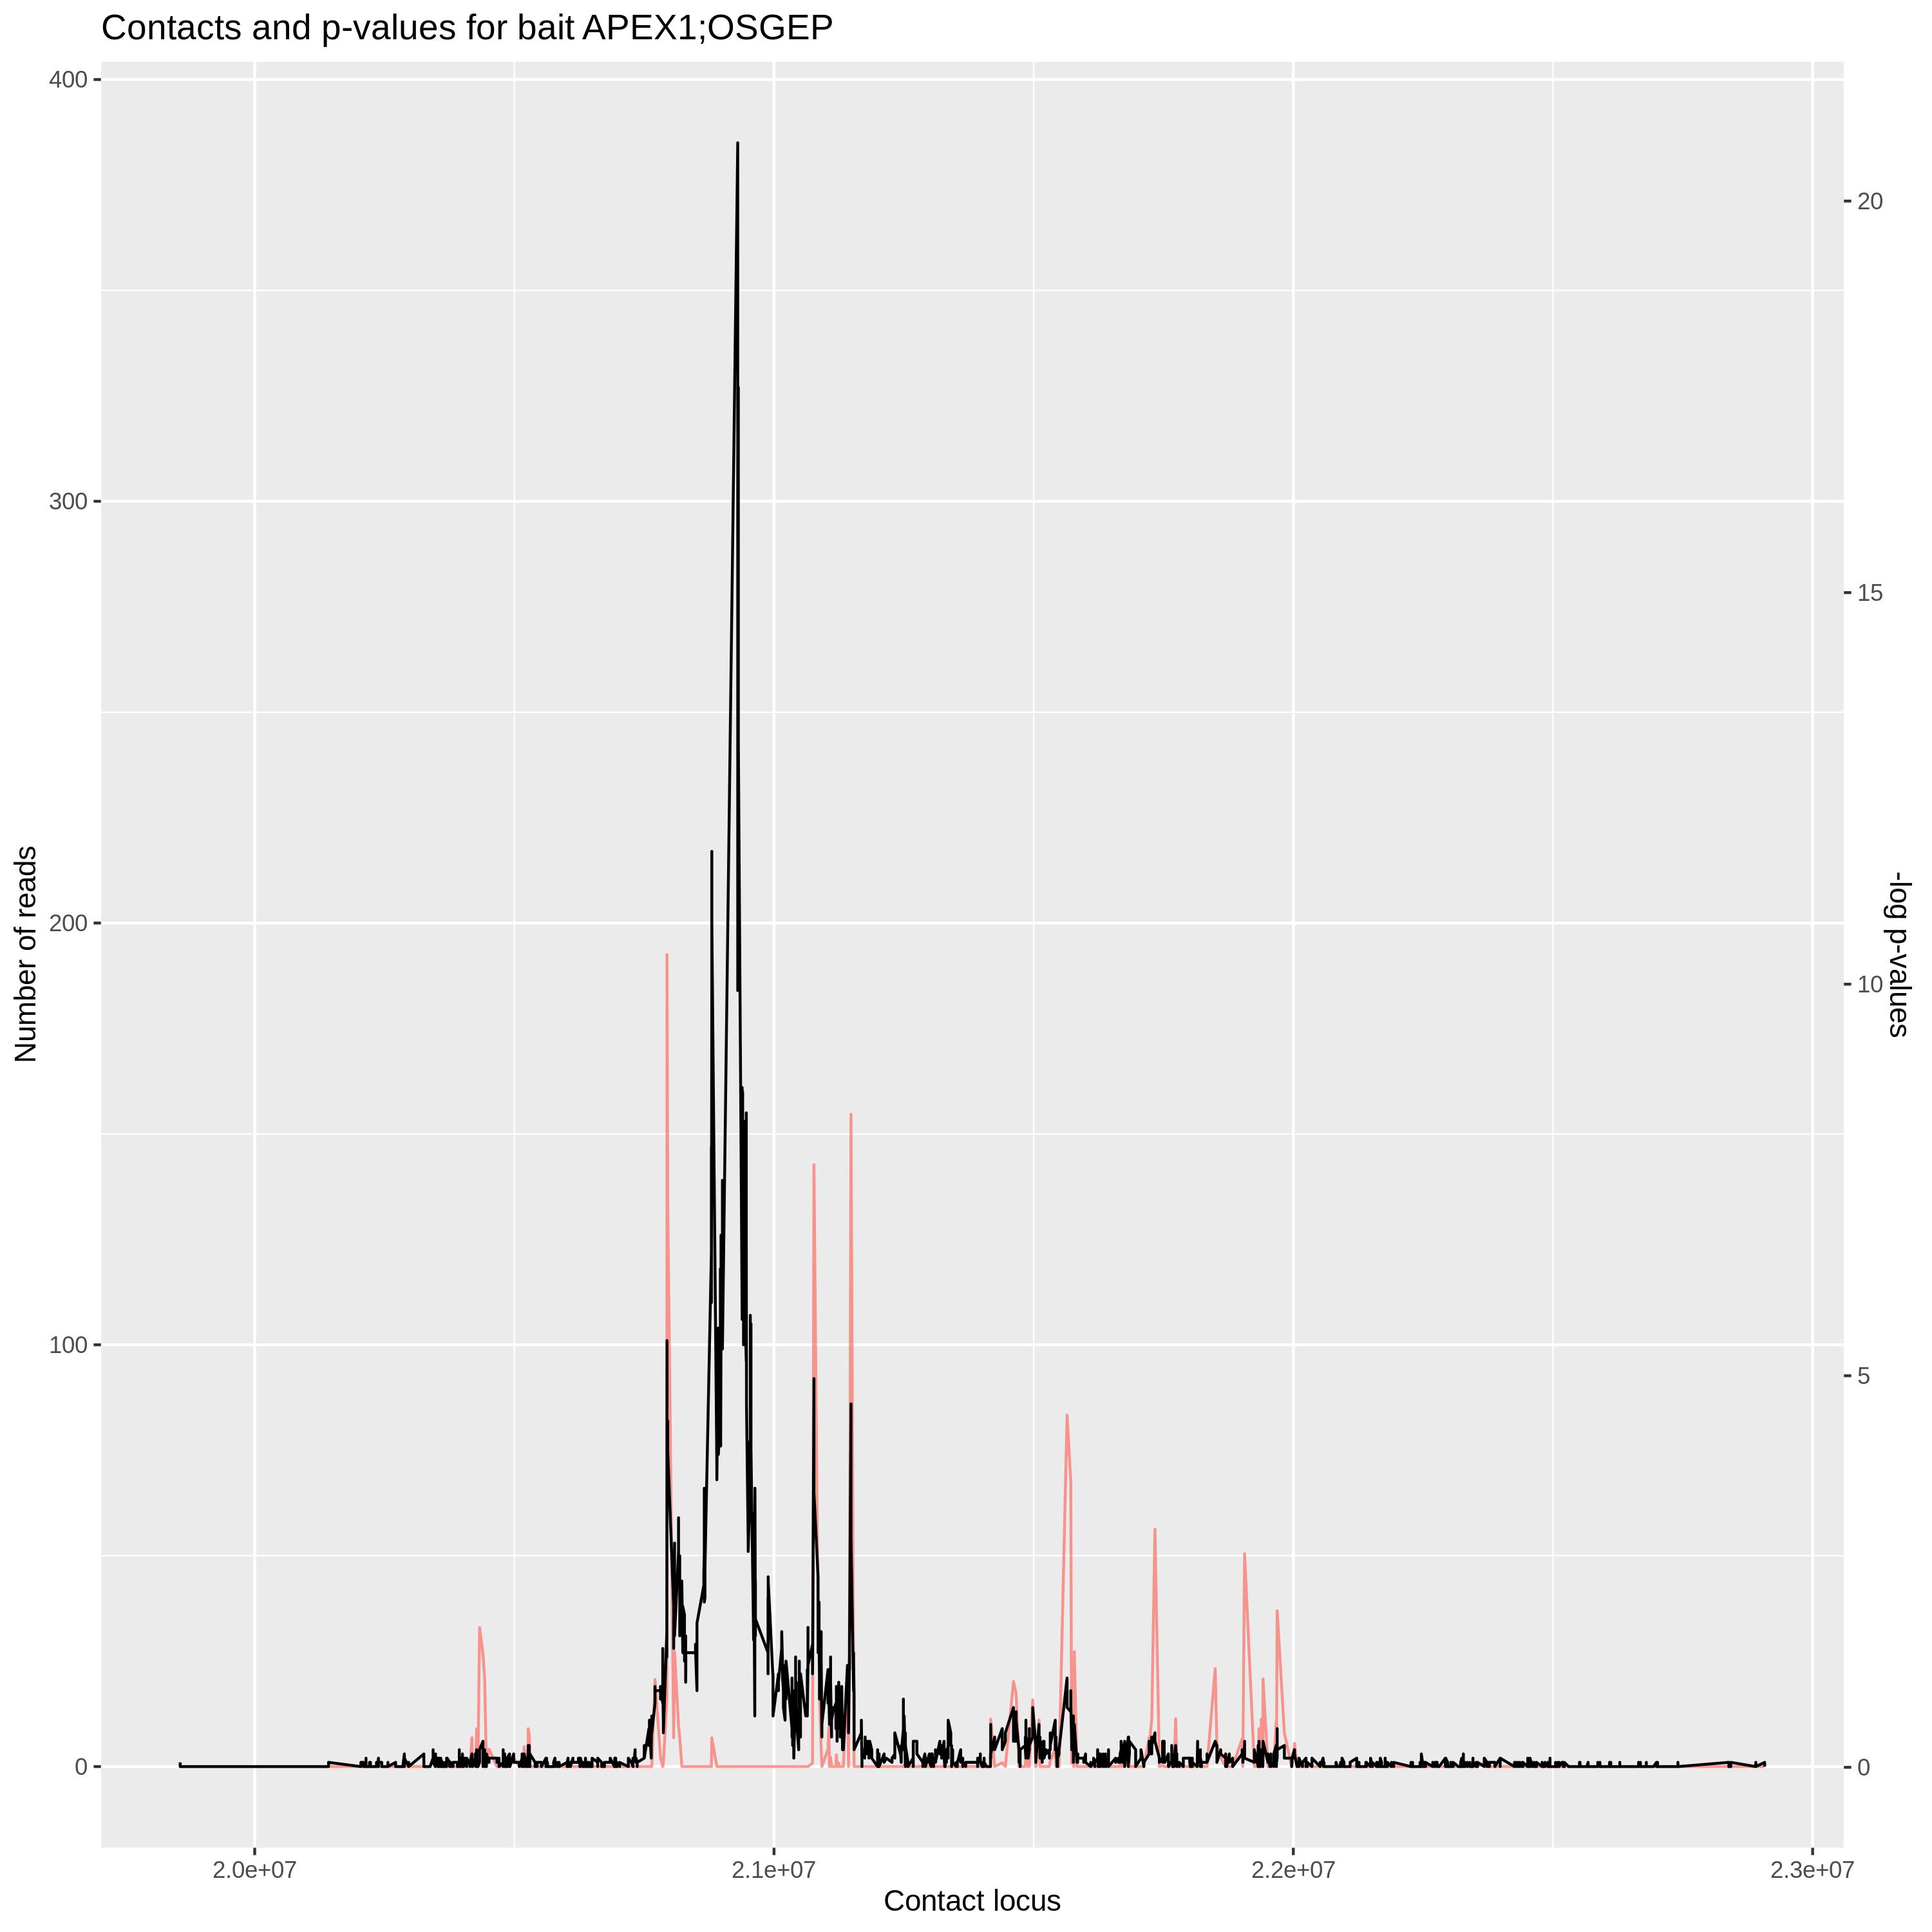 Contacts and p-values for bait APEX1;OSGEP
400
300
200
100
0
Number of reads
20
15
10
5
0
-log p-values
2.0e+07
2.1e+07
2.2e+07
2.3e+07
Contact locus